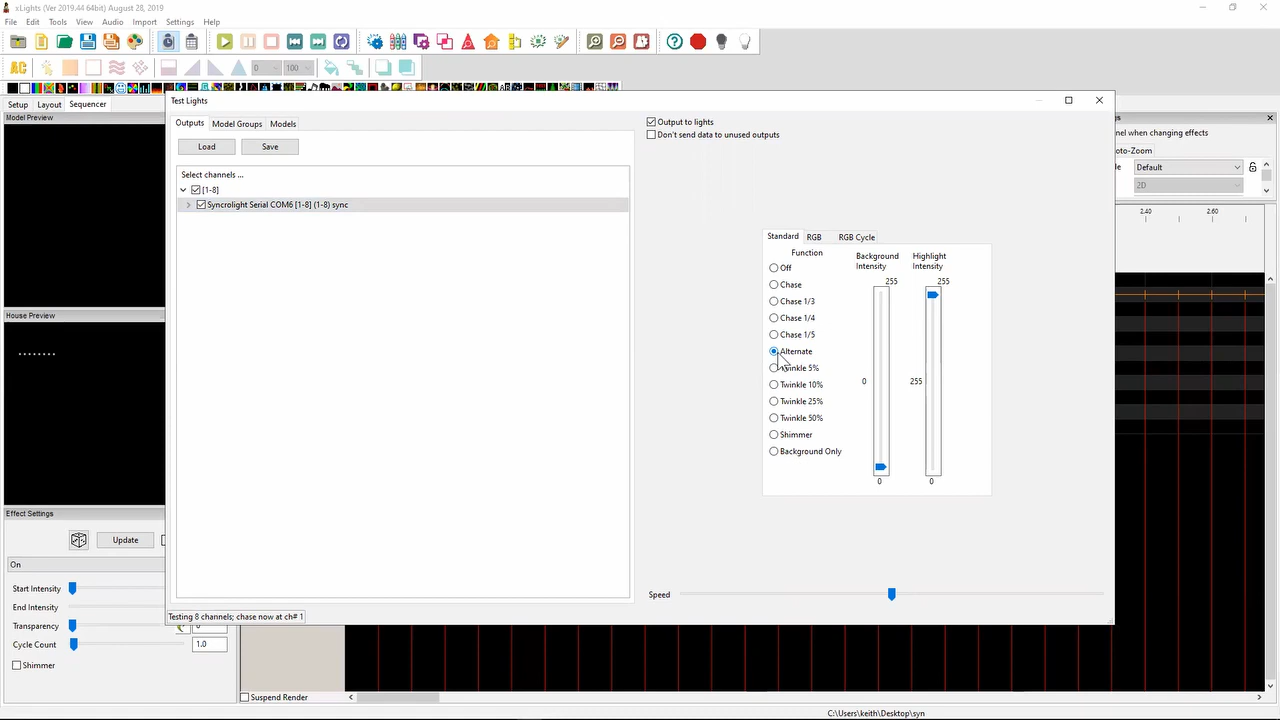 xLights (Ver 2019.44 64bit) August 28, 2019
File Edit Tools View Audio Import Settings Help
AC 0 100
Setup Layout Sequencer
Model Preview
House Preview
Effect Settings
Update
On
Start Intensity
End Intensity
Transparency
Cycle Count 1.0
Shimmer
Test Lights
Outputs Model Groups Models
Load Save
Select channels ...
[1-8]
Syncrolight Serial COM6 [1-8] (1-8) sync
Testing 8 channels; chase now at ch# 1
Output to lights
Don't send data to unused outputs
Standard RGB RGB Cycle
Function
Background Intensity
Highlight Intensity
Off
Chase
Chase 1/3
Chase 1/4
Chase 1/5
Alternate
Twinkle 10%
Twinkle 25%
Twinkle 50%
Shimmer
Background Only
255 255
0 255
0 0
Speed
nel when changing effects
oto-Zoom
Default
2D
2.40 2.60
Suspend Render
C:\Users\keith\Desktop\syn